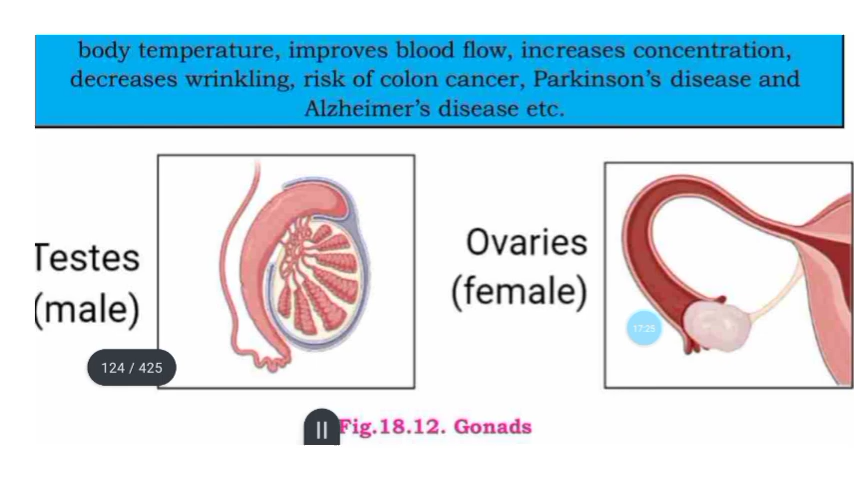 body temperature, improves blood flow, increases concentration,
decreases wrinkling, risk of colon cancer, Parkinson's disease and
Alzheimer's disease etc.
Testes
(male)
Ovaries
(female)
17:25
124 / 425
Fig.18.12. Gonads